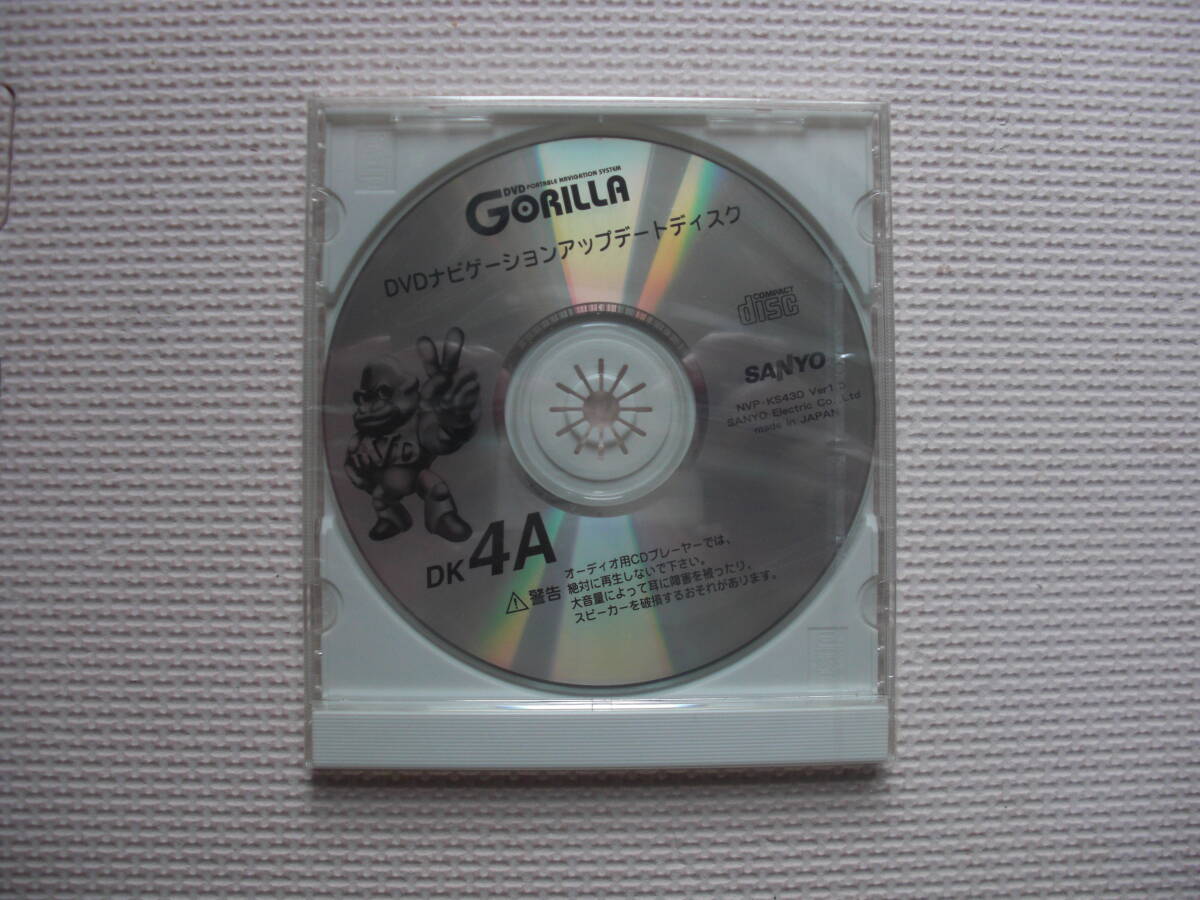 DVD PORTABLE NAVIGATION SYSTEM
GORILLA
DVDナビゲーションアップデートディスク
COMPACT
disc
SANYO
NVP-KS43D Ver1.0
SANYO Electric Co., Ltd
made in JAPAN
DVD
DK 4A
警告
オーディオ用CDプレーヤーでは、
絶対に再生しないで下さい。
大音量によって耳に障害を被ったり、
スピーカーを破損するおそれがあります。